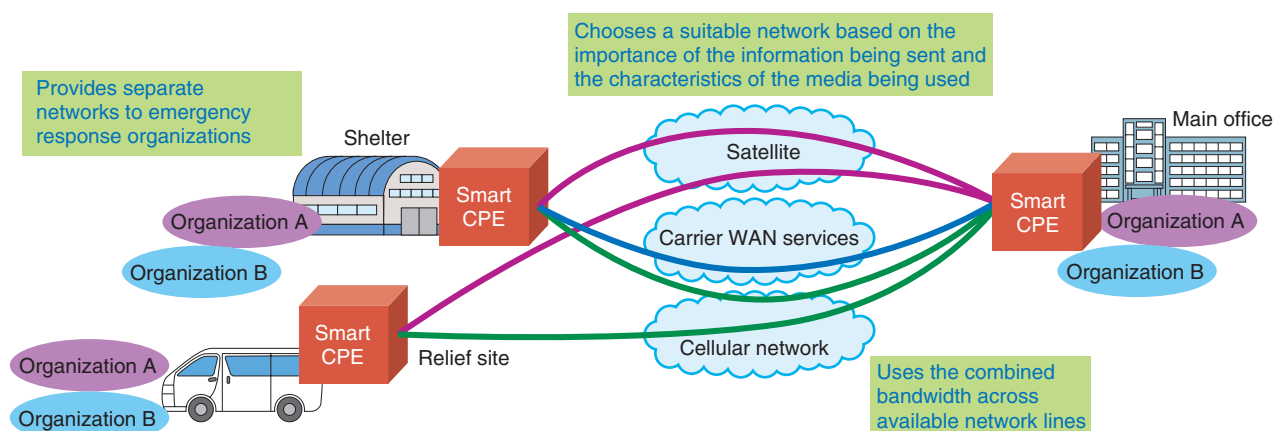 Chooses a suitable network based on the
importance of the information being sent and
the characteristics of the media being used
Provides separate
networks to emergency
response organizations
Shelter
Main office
Satellite
Smart
CPE
Smart
CPE
Organization A
Organization A
Carrier WAN services
Organization B
Organization B
Smart
CPE
Relief site
Cellular network
Organization A
Organization B
Uses the combined
bandwidth across
available network lines